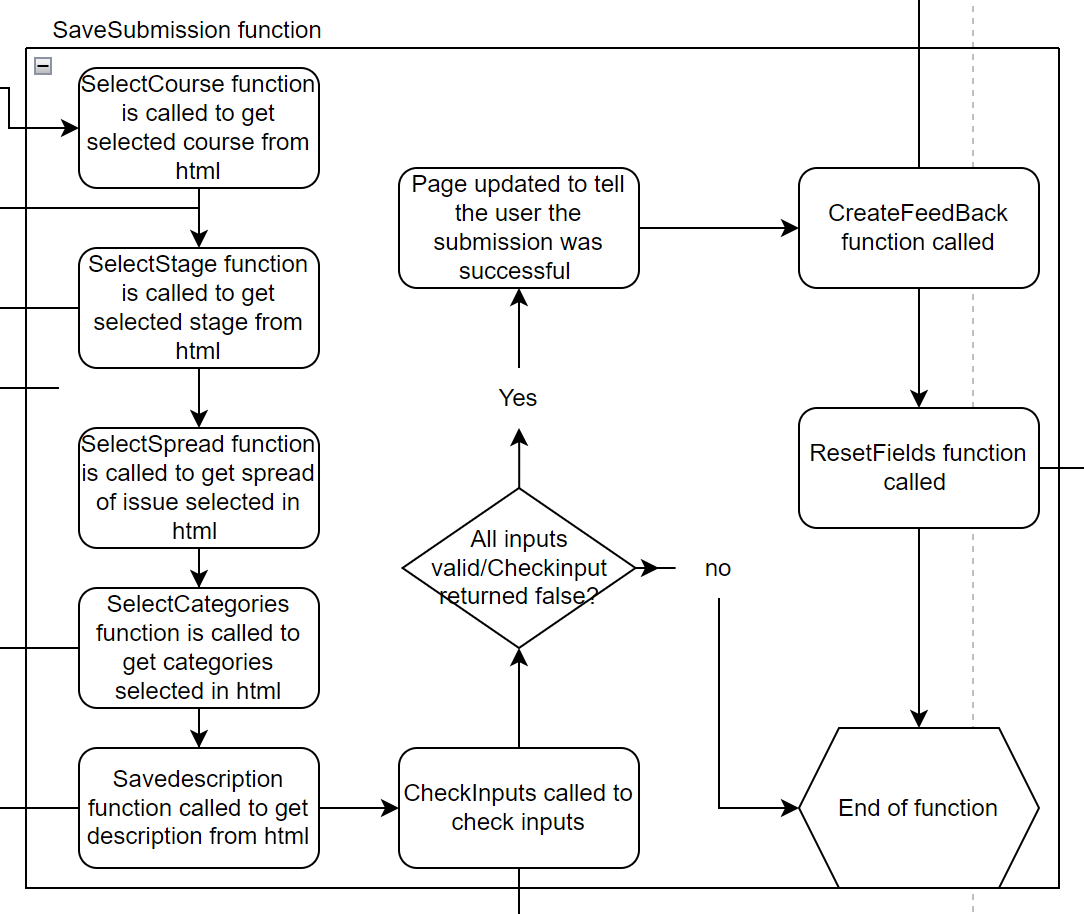 SaveSubmission function
SelectCourse function
is called to get
selected course from
html
SelectStage function
is called to get
selected stage from
html
SelectSpread function
is called to get spread
of issue selected in
html
SelectCategories
function is called to
get categories
selected in html
Savedescription
function called to get
description from html
CheckInputs called to
check inputs
All inputs
valid/Checkinput
returned false?
no
Yes
Page updated to tell
the user the
submission was
successful
CreateFeedBack
function called
ResetFields function
called
End of function